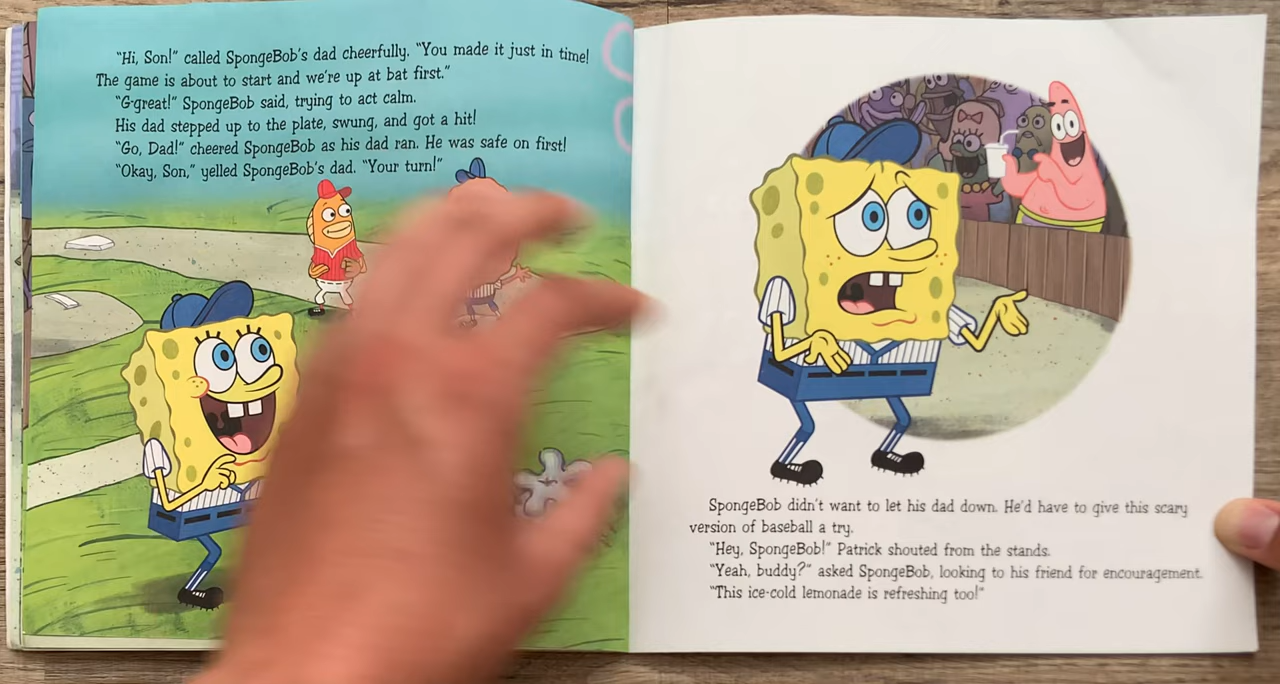 "Hi, Son!" called SpongeBob's dad cheerfully. "You made it just in time!
The game is about to start and we're up at bat first."
"G-great!" SpongeBob said, trying to act calm.
His dad stepped up to the plate, swung, and got a hit!
"Go, Dad!" cheered SpongeBob as his dad ran. He was safe on first!
"Okay, Son," yelled SpongeBob's dad. "Your turn!"
SpongeBob didn't want to let his dad down. He'd have to give this scary
version of baseball a try.
"Hey, SpongeBob!" Patrick shouted from the stands.
"Yeah, buddy?" asked SpongeBob, looking to his friend for encouragement.
"This ice-cold lemonade is refreshing too!"